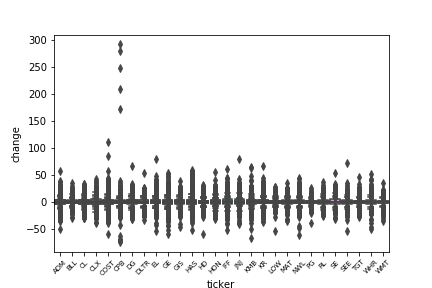 300
250
200
150
100
50
0
−50
change
ADM BLL CL CLX COST CPB DG DLTR EL GE GIS HAS HD HON IFF JNJ KMB KR LOW MAT NWL PG RL SE SEE TGT WHR WMT
ticker